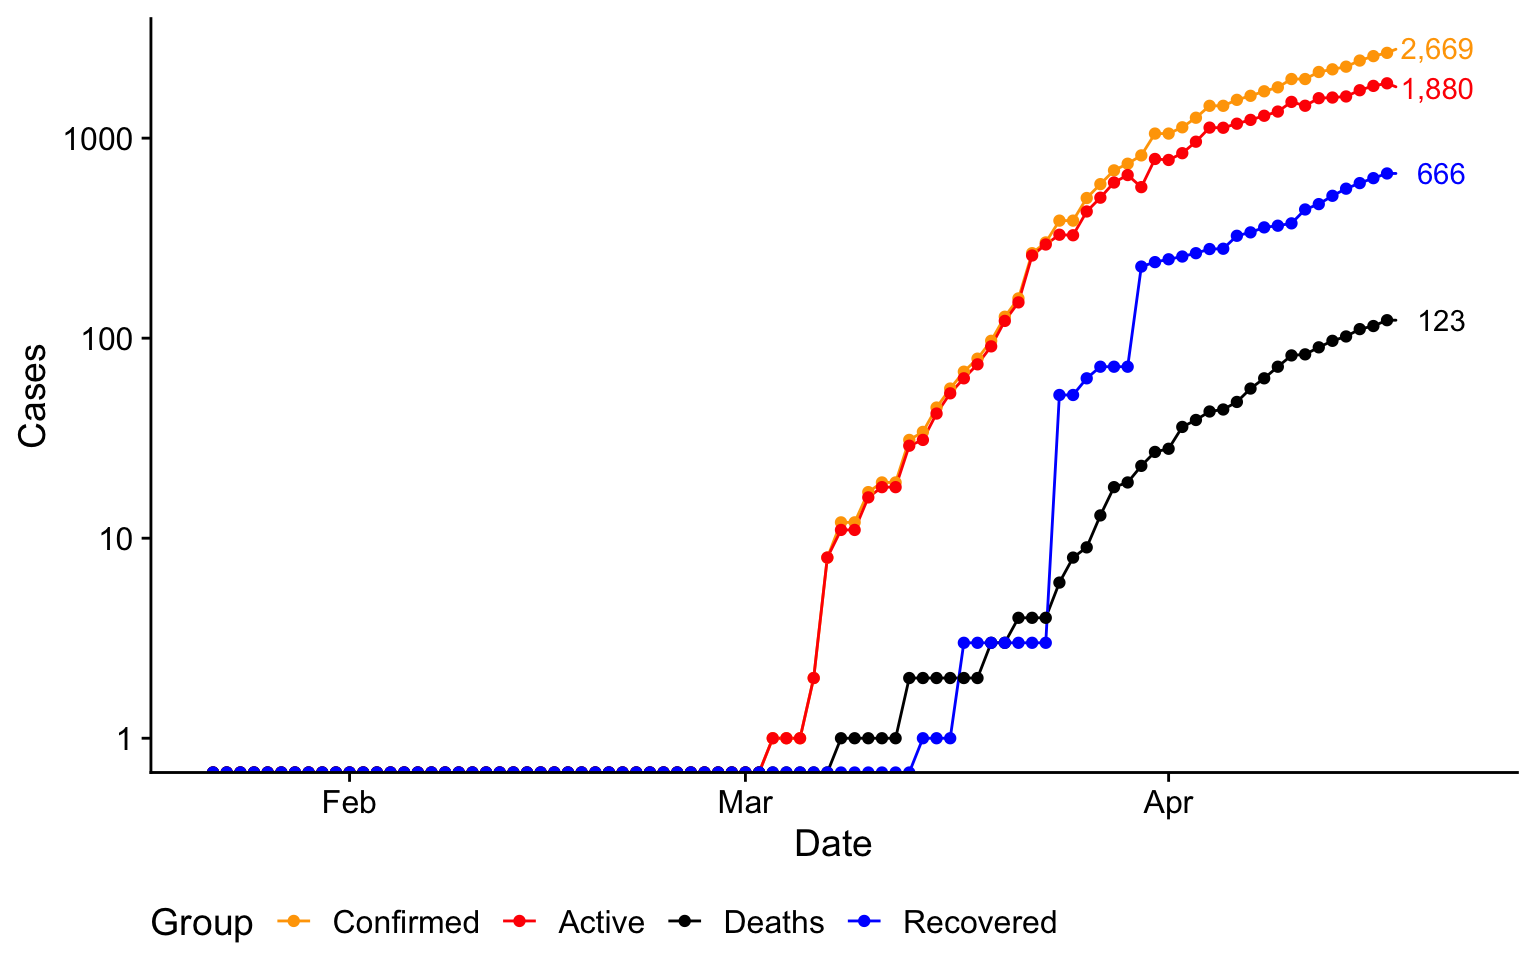 2,669
1,880
1000
666
100
123
Cases
10
1
Feb Mar Apr
Date
Group Confirmed Active Deaths Recovered